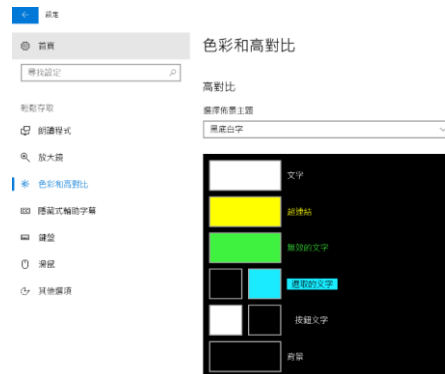 設定
首頁
尋找設定
輕鬆存取
朗讀程式
放大鏡
色彩和高對比
隱藏式輔助字幕
鍵盤
滑鼠
其他選項
色彩和高對比
高對比
選擇佈景主題
黑底白字
文字
超連結
無效的文字
選取的文字
按鈕文字
背景